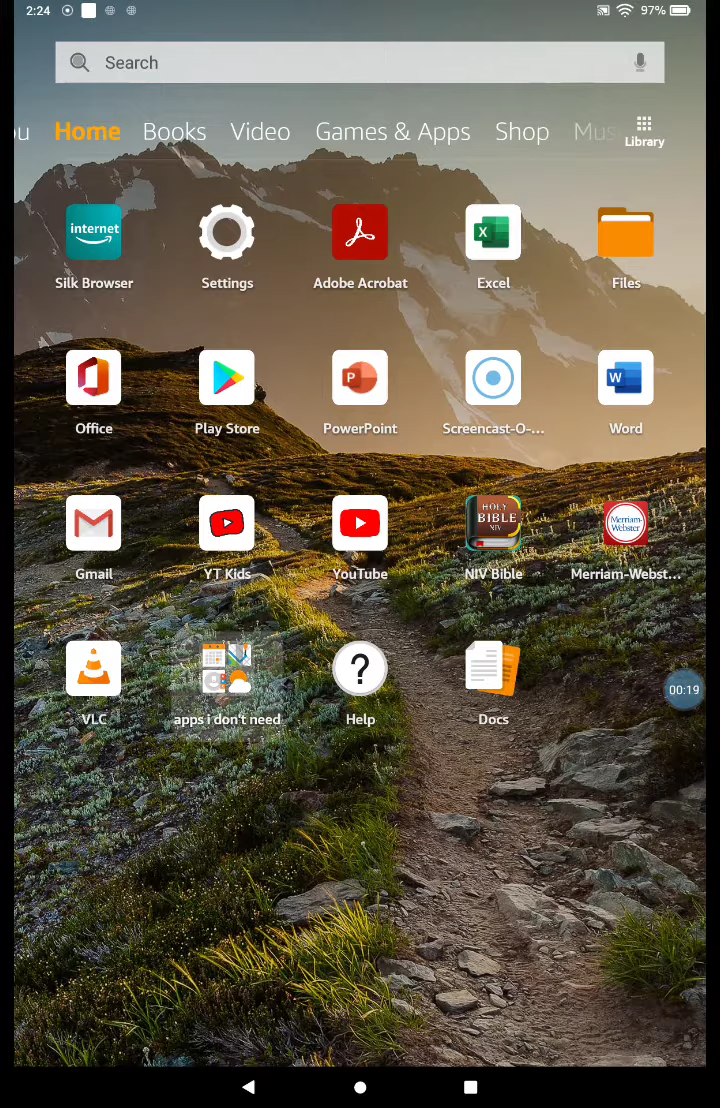 2:24
97%
Search
ou Home Books Video Games & Apps Shop Mus
Library
internet
Silk Browser Settings Adobe Acrobat Excel Files
Office Play Store PowerPoint Screencast-O-... Word
HOLY
BIBLE
NIV
Merriam-
Webster
Gmail YT Kids YouTube NIV Bible Merriam-Webst...
00:19
VLC apps i don't need Help Docs